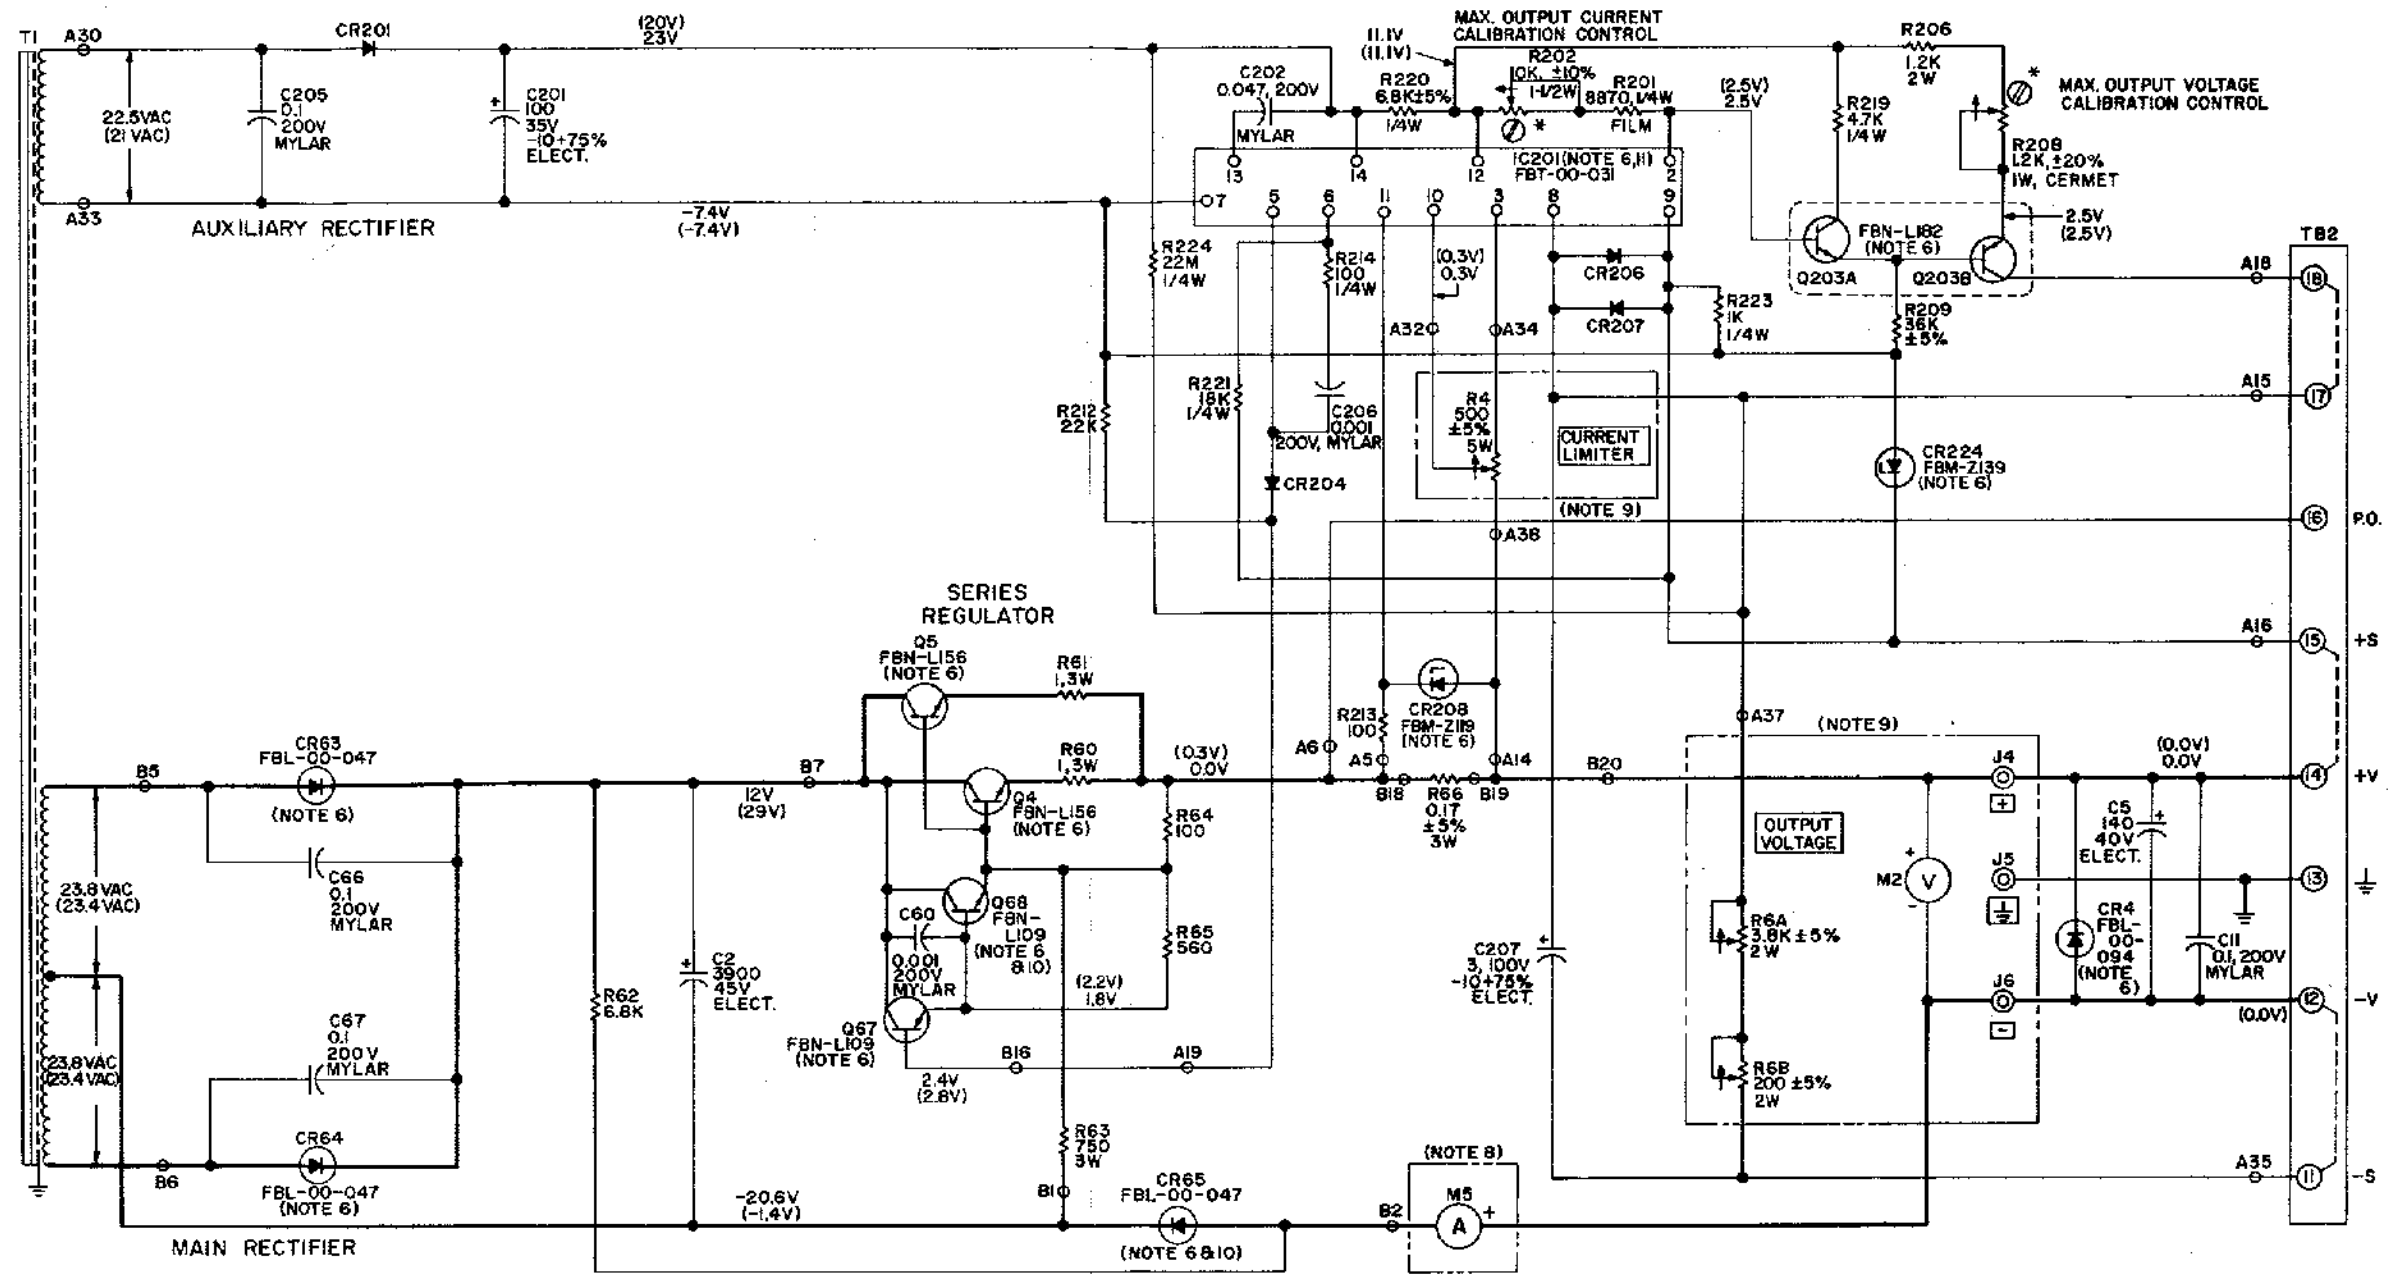 T1
A30
CR201
(20V)
23V
22.5VAC
(21 VAC)
C205
0.1
200V
MYLAR
C201
100
35V
-10+75%
ELECT.
A33
AUXILIARY RECTIFIER
-7.4V
(-7.4V)
MAX. OUTPUT CURRENT
CALIBRATION CONTROL
11.1V
(11.1V)
C202
0.047, 200V
MYLAR
R220
6.8K±5%
1/4W
R202
10K, ±10%
1-1/2W
*
R201
8870, 1/4W
FILM
(2.5V)
2.5V
R206
1.2K
2W
*
MAX. OUTPUT VOLTAGE
CALIBRATION CONTROL
R219
4.7K
1/4W
R208
1.2K, ±20%
1W, CERMET
13
14
12
IC201(NOTE 6,11)
FBT-00-031
2
7
5
6
11
10
3
8
9
R224
22M
1/4W
R214
100
1/4W
(0.3V)
0.3V
CR206
CR207
FBN-L182
(NOTE 6)
Q203A
Q203B
2.5V
(2.5V)
TB2
A18
18
R223
1K
1/4W
R209
36K
±5%
A32
A34
R221
18K
1/4W
R212
22K
C206
0.001
200V, MYLAR
R4
500
±5%
5W
CURRENT
LIMITER
(NOTE 9)
A15
17
CR224
FBM-Z139
(NOTE 6)
CR204
A38
16
P.O.
A16
15
+S
SERIES
REGULATOR
Q5
FBN-L156
(NOTE 6)
R61
1,3W
R60
1,3W
(0.3V)
0.0V
Q4
FBN-L156
(NOTE 6)
R64
100
R213
100
CR208
FBM-Z119
(NOTE 6)
A6
A5
A14
B18
R66
0.17
±5%
3W
B19
B20
A37
(NOTE 9)
J4
+
(0.0V)
0.0V
14
+V
OUTPUT
VOLTAGE
C5
140
40V
ELECT.
+
CR63
FBL-00-047
(NOTE 6)
B5
B7
12V
(29V)
23.8 VAC
(23.4 VAC)
C66
0.1
200V
MYLAR
C60
0.001
200V
MYLAR
Q68
FBN-
L109
(NOTE 6
&10)
R65
560
(2.2V)
1.8V
M2
V
+
-
J5
13
CR4
FBL-
00-
094
(NOTE
6)
C11
0.1, 200V
MYLAR
R6A
3.8K ±5%
2W
C207
3, 100V
-10+75%
ELECT.
+
C2
3900
45V
ELECT.
+
R62
6.8K
J6
-
12
-V
(0.0V)
C67
0.1
200V
MYLAR
23.8VAC
(23.4VAC)
Q67
FBN-L109
(NOTE 6)
B16
A19
2.4V
(2.8V)
R6B
200 ±5%
2W
CR64
FBL-00-047
(NOTE 6)
B6
R63
750
3W
B1
-20.6V
(-1.4V)
CR65
FBL-00-047
(NOTE 6&10)
(NOTE 8)
B2
M5
A
+
A35
11
-S
MAIN RECTIFIER